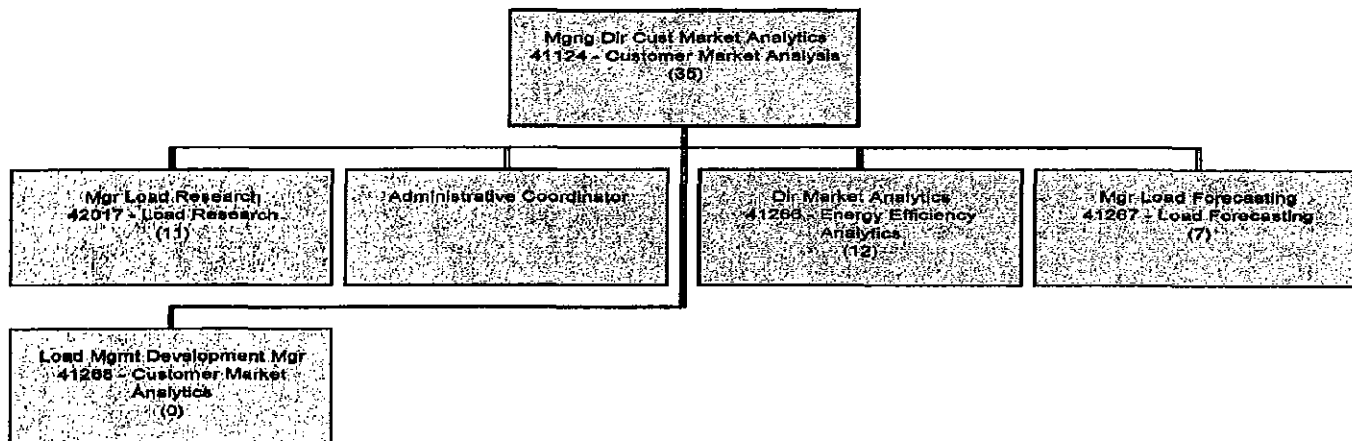 Mgng Dir Cust Market Analytics
41124 - Customer Market Analysis
(35)
Mgr Load Research
42017 - Load Research
(11)
Administrative Coordinator
Dir Market Analytics
41266 - Energy Efficiency
Analytics
(12)
Mgr Load Forecasting
41267 - Load Forecasting
(7)
Load Mgmt Development Mgr
41268 - Customer Market
Analytics
(0)